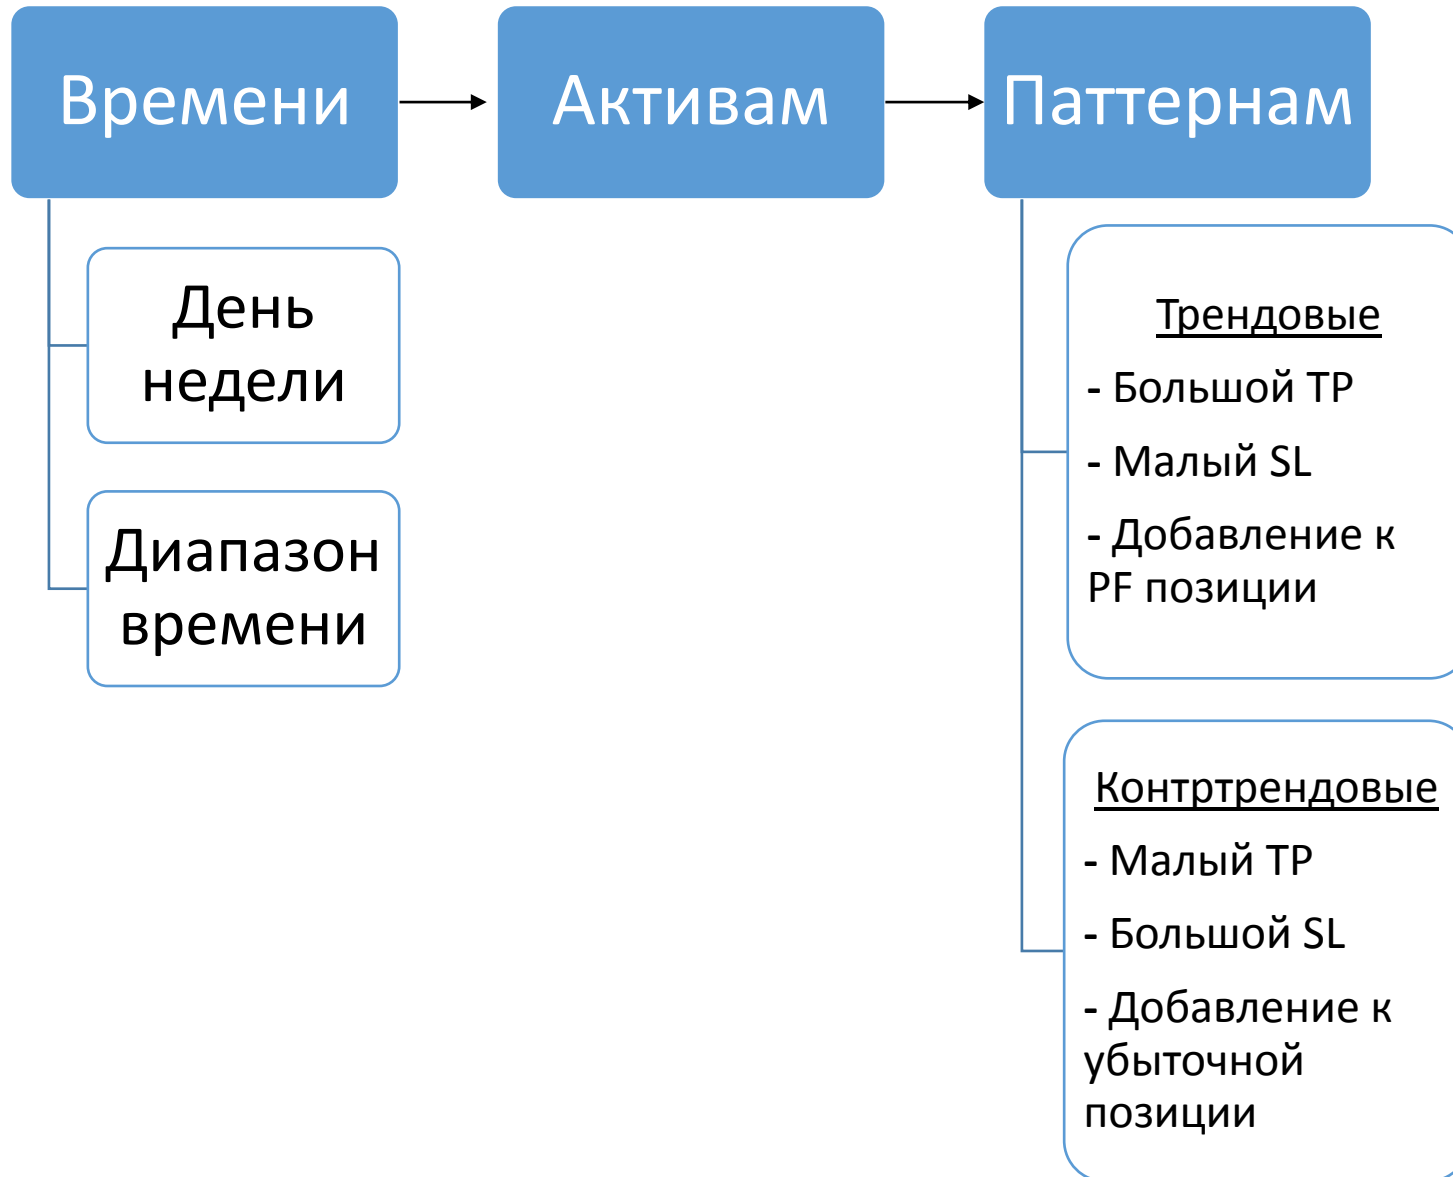 Времени
Активам
Паттернам
День
недели
Диапазон
времени
Трендовые
- Большой TP
- Малый SL
- Добавление к
PF позиции
Контртрендовые
- Малый TP
- Большой SL
- Добавление к
убыточной
позиции